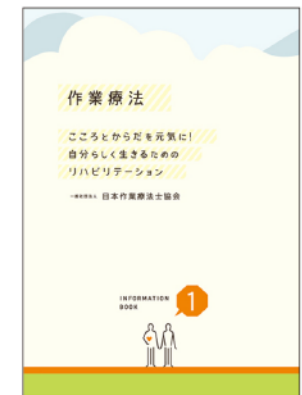 作業療法
こころとからだを元気に!
自分らしく生きるための
リハビリテーション
一般社団法人 日本作業療法士協会
INFORMATION
BOOK
1